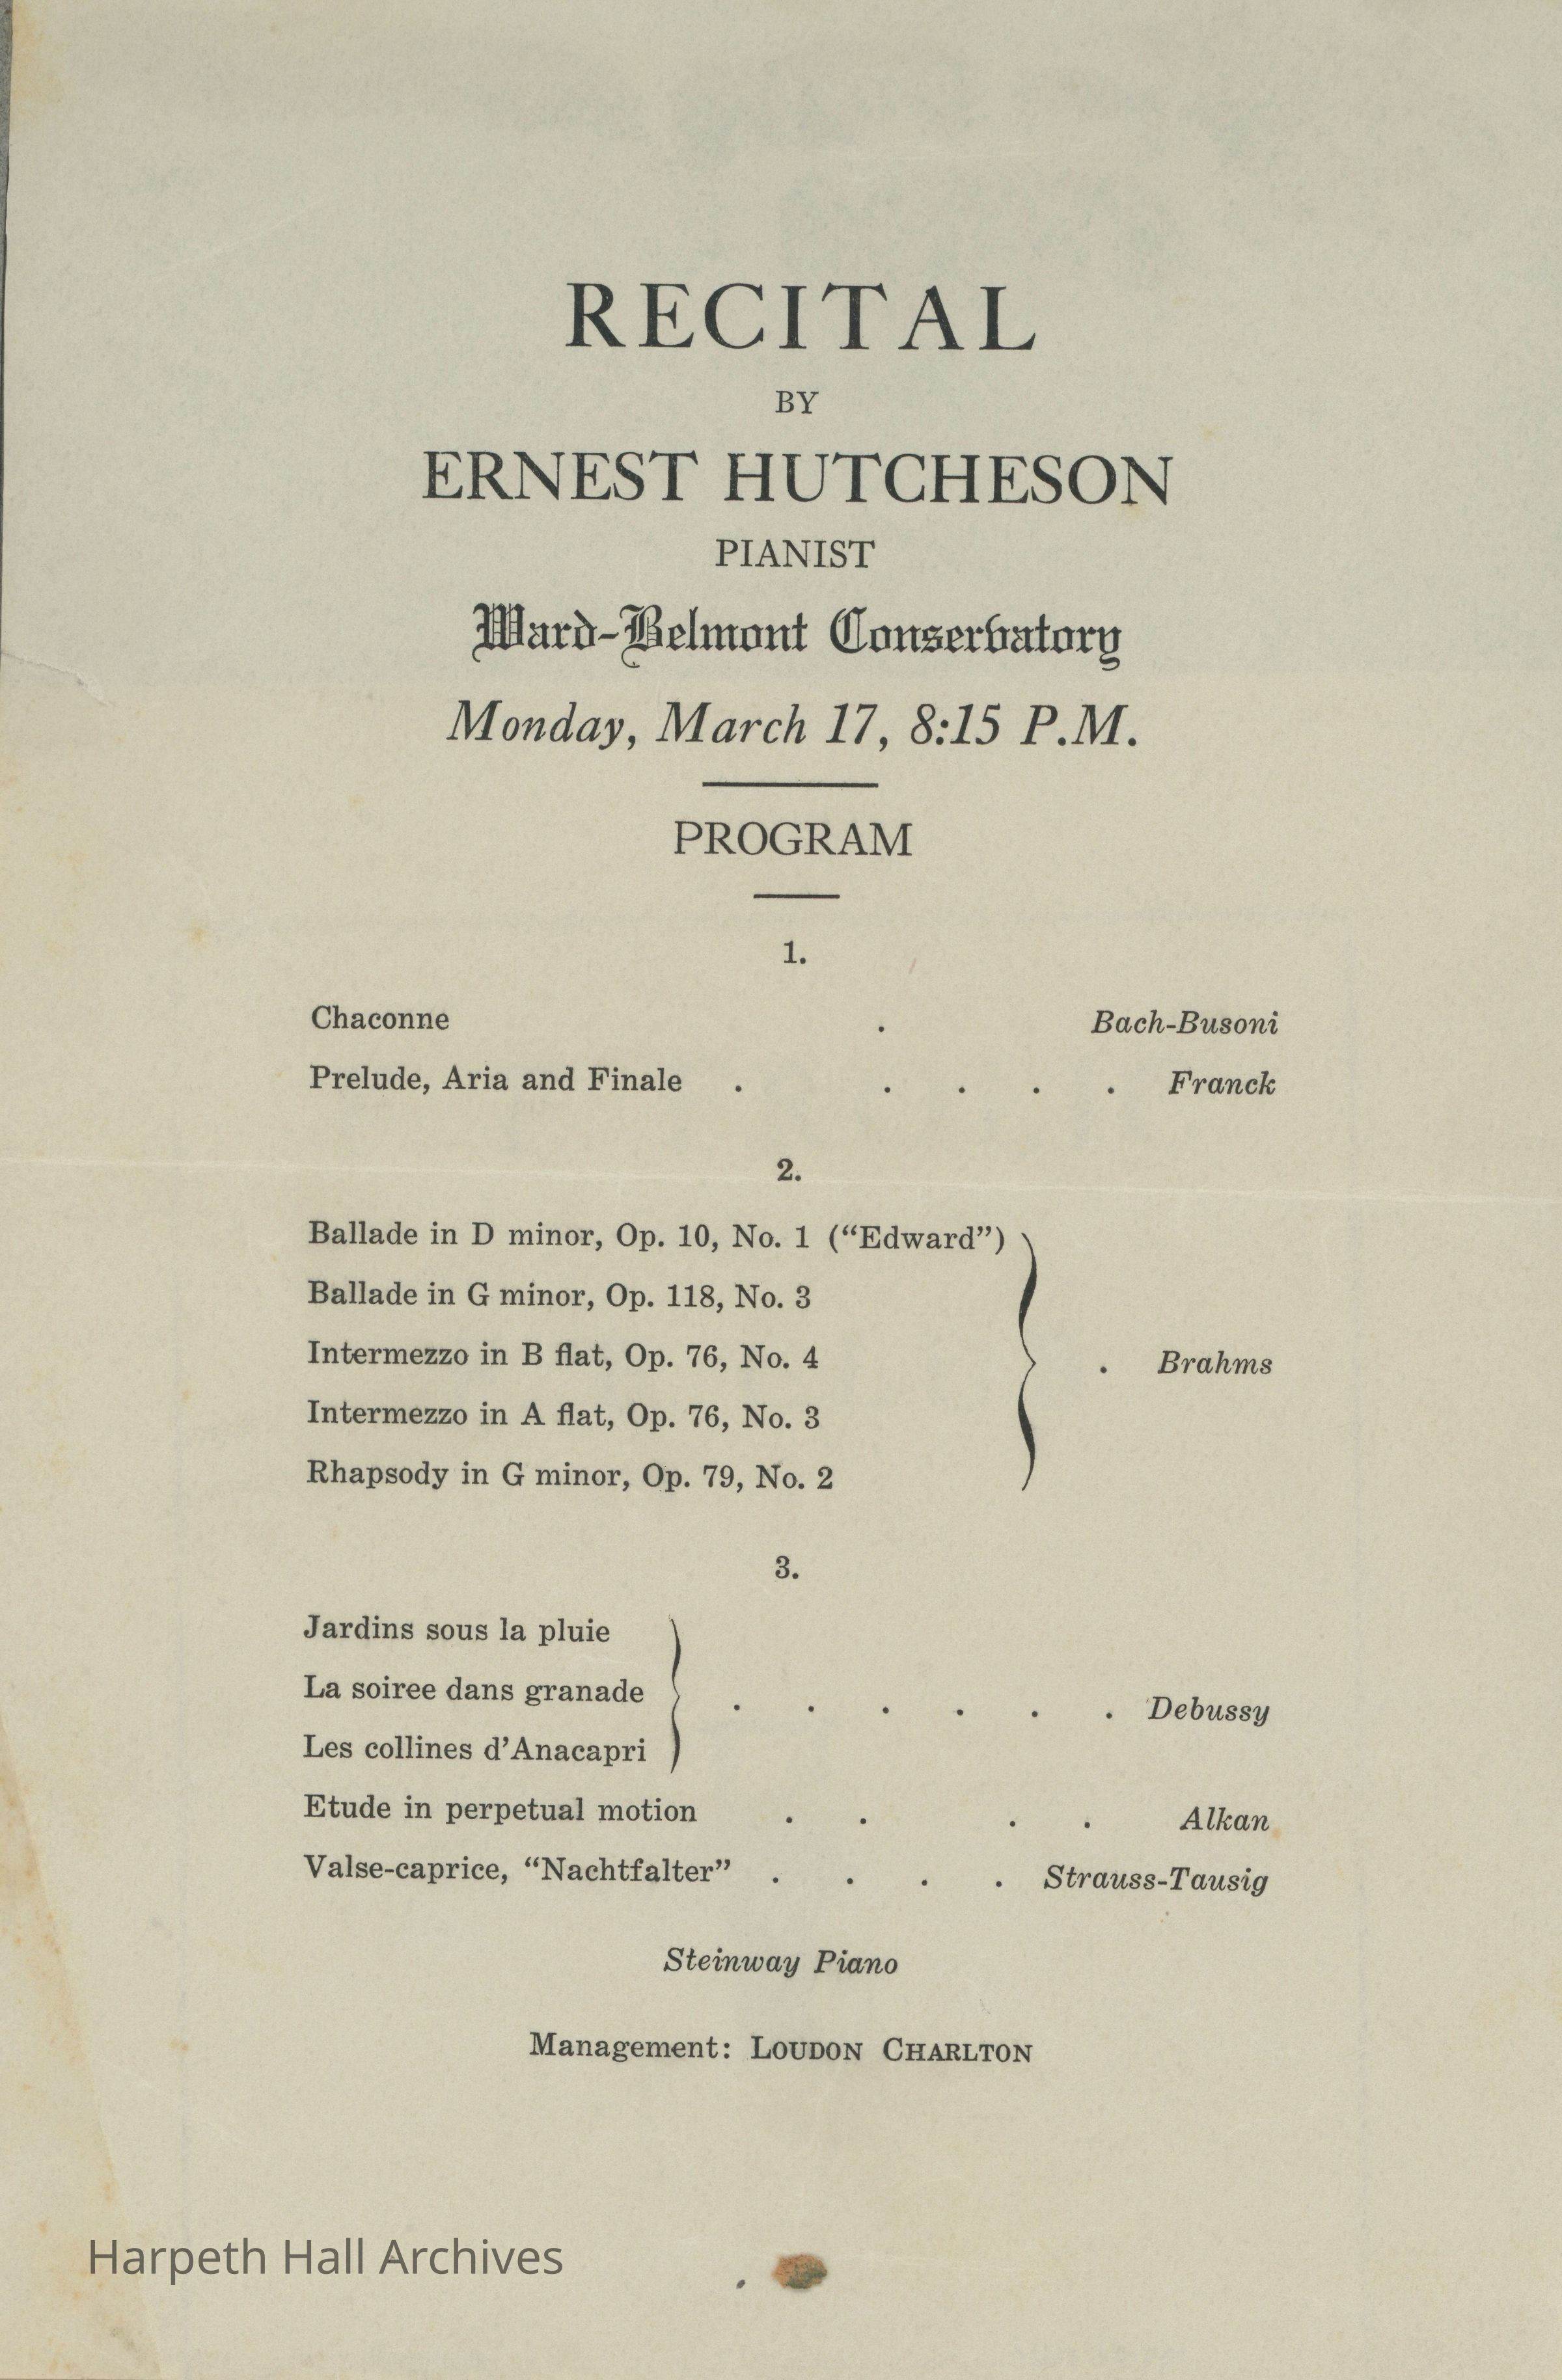 RECITAL
BY
ERNEST HUTCHESON
PIANIST
Ward-Belmont Conservatory
Monday, March 17, 8:15 P.M.
PROGRAM
1.
Chaconne . Bach-Busoni
Prelude, Aria and Finale . . . . . Franck
2.
Ballade in D minor, Op. 10, No. 1 (“Edward”)
Ballade in G minor, Op. 118, No. 3
Intermezzo in B flat, Op. 76, No. 4 . Brahms
Intermezzo in A flat, Op. 76, No. 3
Rhapsody in G minor, Op. 79, No. 2
3.
Jardins sous la pluie
La soiree dans granade . . . . . . Debussy
Les collines d’Anacapri
Etude in perpetual motion . . . . Alkan
Valse-caprice, “Nachtfalter” . . . . Strauss-Tausig
Steinway Piano
Management: LOUDON CHARLTON
Harpeth Hall Archives